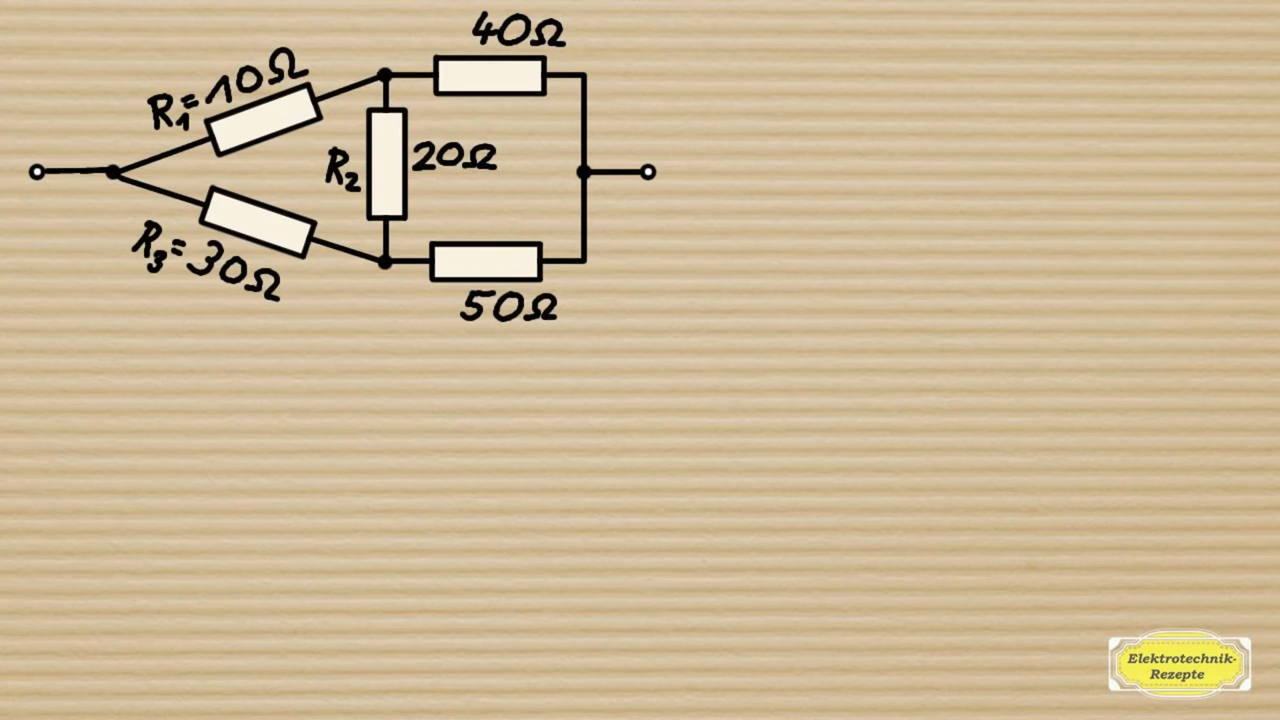 40Ω
R₁=10Ω
R₂ 20Ω
R₃=30Ω
50Ω
Elektrotechnik-
Rezepte